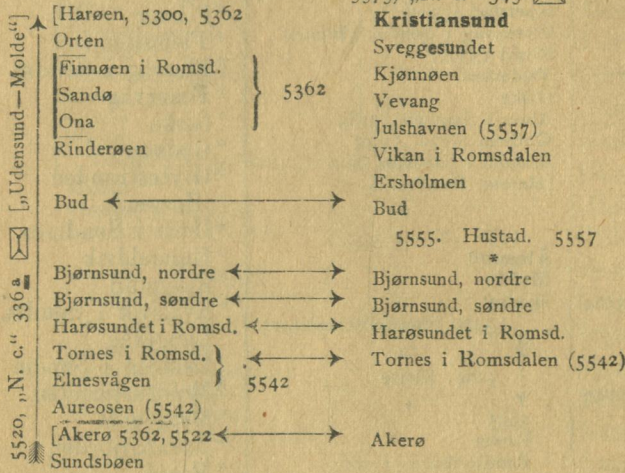 [Harøen, 5300, 5362
Orten
Finnøen i Romsd.
Sandø
Ona
5362
Rinderøen
Bud
Bjørnsund, nordre
Bjørnsund, søndre
Harøsundet i Romsd.
Tornes i Romsd.
Elnesvågen
5542
Aureosen (5542)
[Akerø 5362, 5522
Sundsbøen
5520, „N. c.“ 336a [„Udensund—Molde“]
Kristiansund
Sveggesundet
Kjønnøen
Vevang
Julshavnen (5557)
Vikan i Romsdalen
Ersholmen
Bud
5555. Hustad. 5557
*
Bjørnsund, nordre
Bjørnsund, søndre
Harøsundet i Romsd.
Tornes i Romsdalen (5542)
Akerø